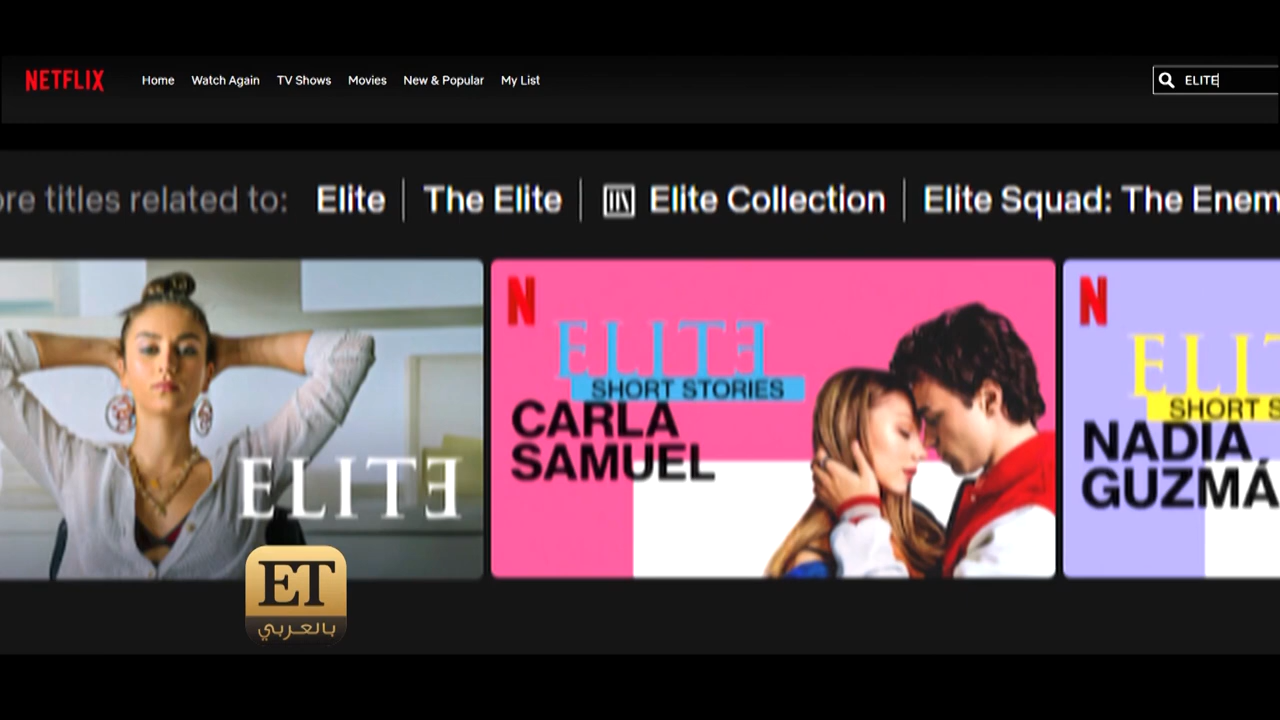 NETFLIX Home Watch Again TV Shows Movies New & Popular My List ELITE
re titles related to: Elite The Elite Elite Collection Elite Squad: The Enem
N
ELITE
SHORT STORIES
CARLA
SAMUEL
N
ELIT
SHORT S
NADIA
GUZMÁ
ELITE
ET
بالعربي